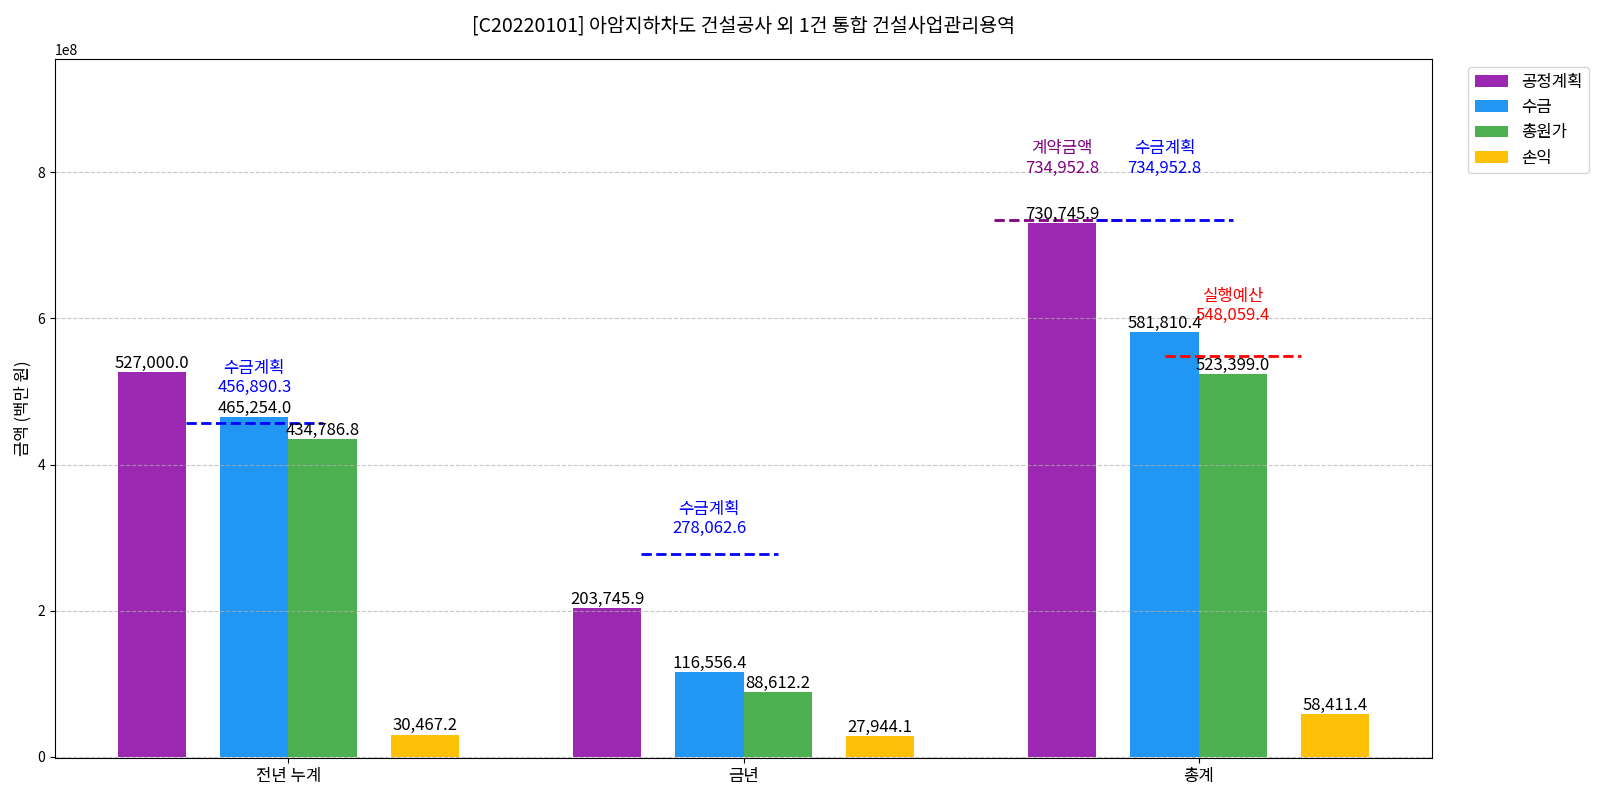 [C20220101] 아암지하차도 건설공사 외 1건 통합 건설사업관리용역
1e8
공정계획
수금
총원가
손익
금액 (백만 원)
8
6
4
2
0
527,000.0
수금계획
456,890.3
465,254.0
434,786.8
30,467.2
수금계획
278,062.6
203,745.9
116,556.4
88,612.2
27,944.1
계약금액
734,952.8
수금계획
734,952.8
730,745.9
실행예산
548,059.4
581,810.4
523,399.0
58,411.4
전년 누계
금년
총계